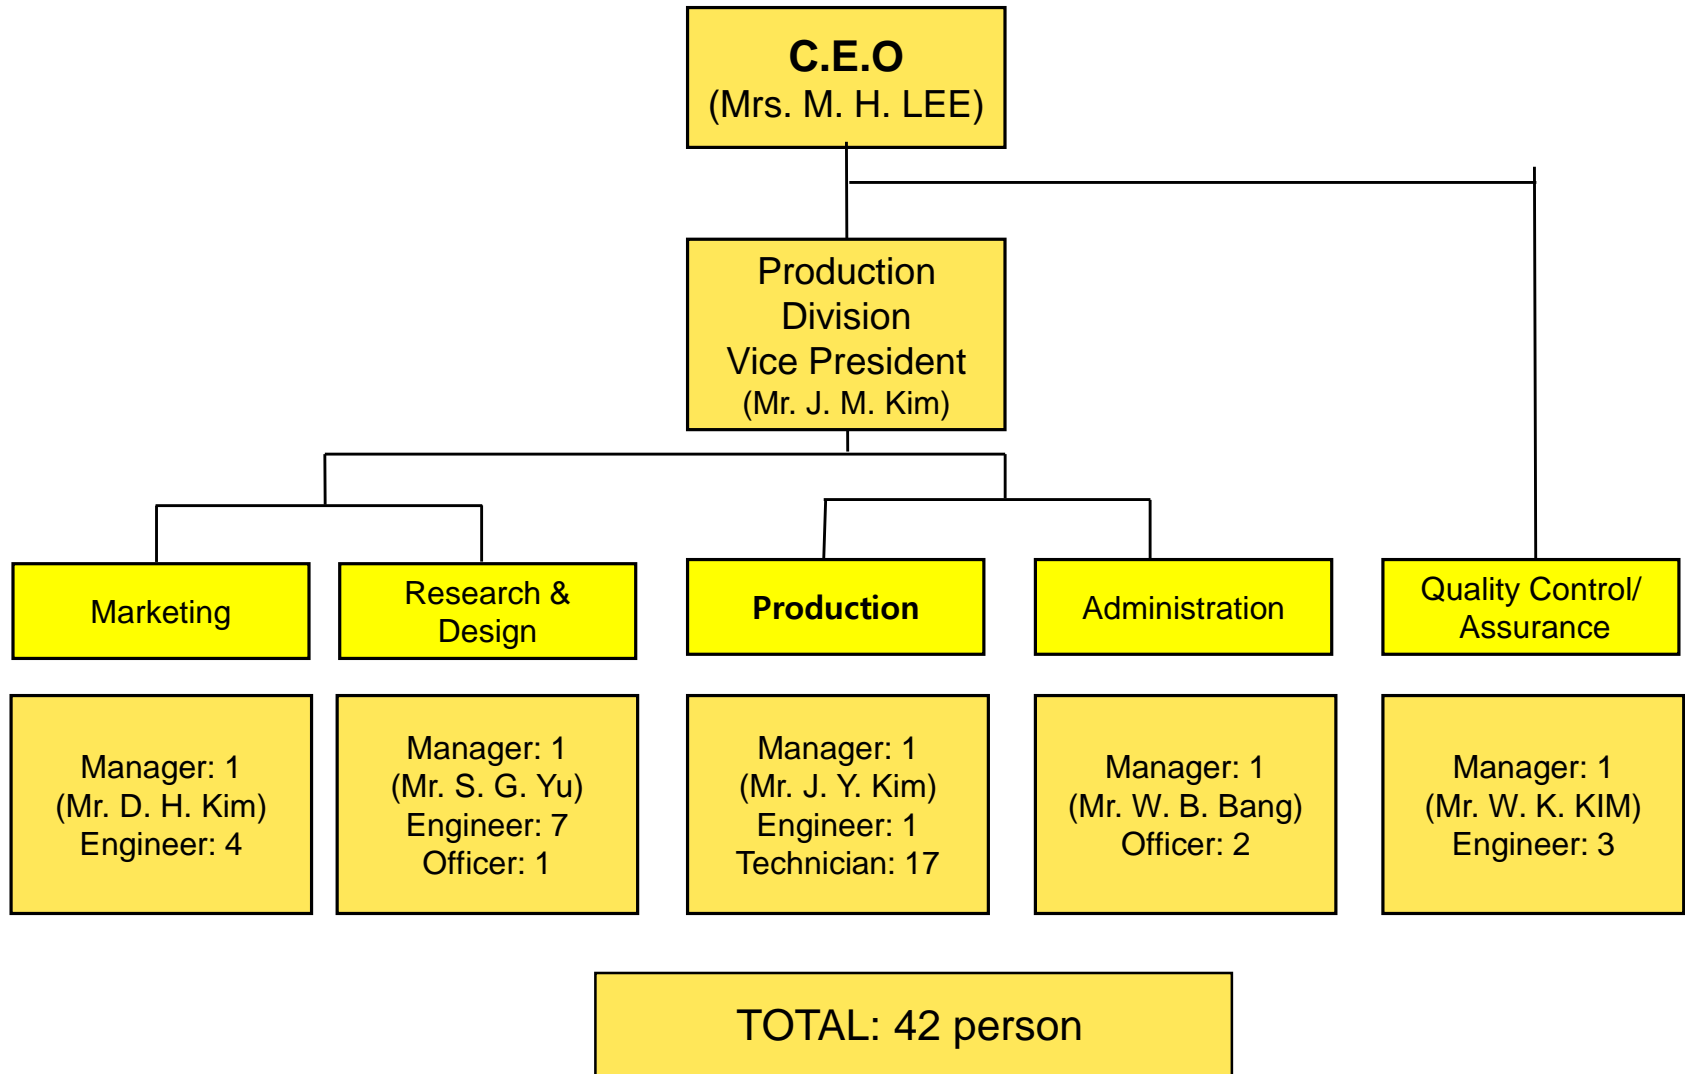 C.E.O
(Mrs. M. H. LEE)
Production
Division
Vice President
(Mr. J. M. Kim)
Marketing
Research &
Design
Production
Administration
Quality Control/
Assurance
Manager: 1
(Mr. D. H. Kim)
Engineer: 4
Manager: 1
(Mr. S. G. Yu)
Engineer: 7
Officer: 1
Manager: 1
(Mr. J. Y. Kim)
Engineer: 1
Technician: 17
Manager: 1
(Mr. W. B. Bang)
Officer: 2
Manager: 1
(Mr. W. K. KIM)
Engineer: 3
TOTAL: 42 person